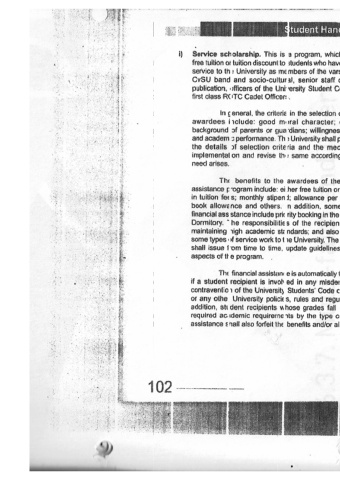 Student Han
i) Service scholarship. This is a program, which
free tuition or tuition discount to students who have
service to the University as members of the vars
CvSU band and socio-cultural, senior staff
publication, officers of the University Student C
first class ROTC Cadet Officers.
In general, the criteria in the selection
awardees include: good moral character;
background of parents or guardians; willingnes
and academic performance. The University shall p
the details of selection criteria and the mec
implementation and revise the same according
need arises.
The benefits to the awardees of the
assistance program include: either free tuition or
in tuition fees; monthly stipend; allowance per
book allowance and others. In addition, some
financial assistance include priority booking in the
Dormitory. The responsibilities of the recipien
maintaining high academic standards; and also
some types of service work to the University. The
shall issue from time to time, update guidelines
aspects of the program.
The financial assistance is automatically
if a student recipient is involved in any misde
contravention of the University Students' Code
or any other University policies, rules and regu
addition, student recipients whose grades fall
required academic requirements by the type o
assistance shall also forfeit the benefits and/or al
102